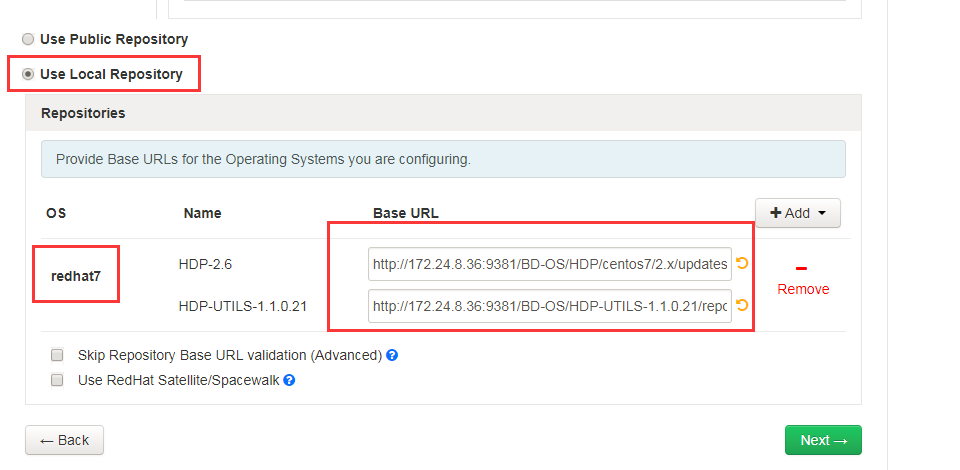 Use Public Repository
Use Local Repository
Repositories
Provide Base URLs for the Operating Systems you are configuring.
OS Name Base URL Add
redhat7
HDP-2.6 http://172.24.8.36:9381/BD-OS/HDP/centos7/2.x/updates
HDP-UTILS-1.1.0.21 http://172.24.8.36:9381/BD-OS/HDP-UTILS-1.1.0.21/repo
Remove
Skip Repository Base URL validation (Advanced) ?
Use RedHat Satellite/Spacewalk ?
← Back Next →